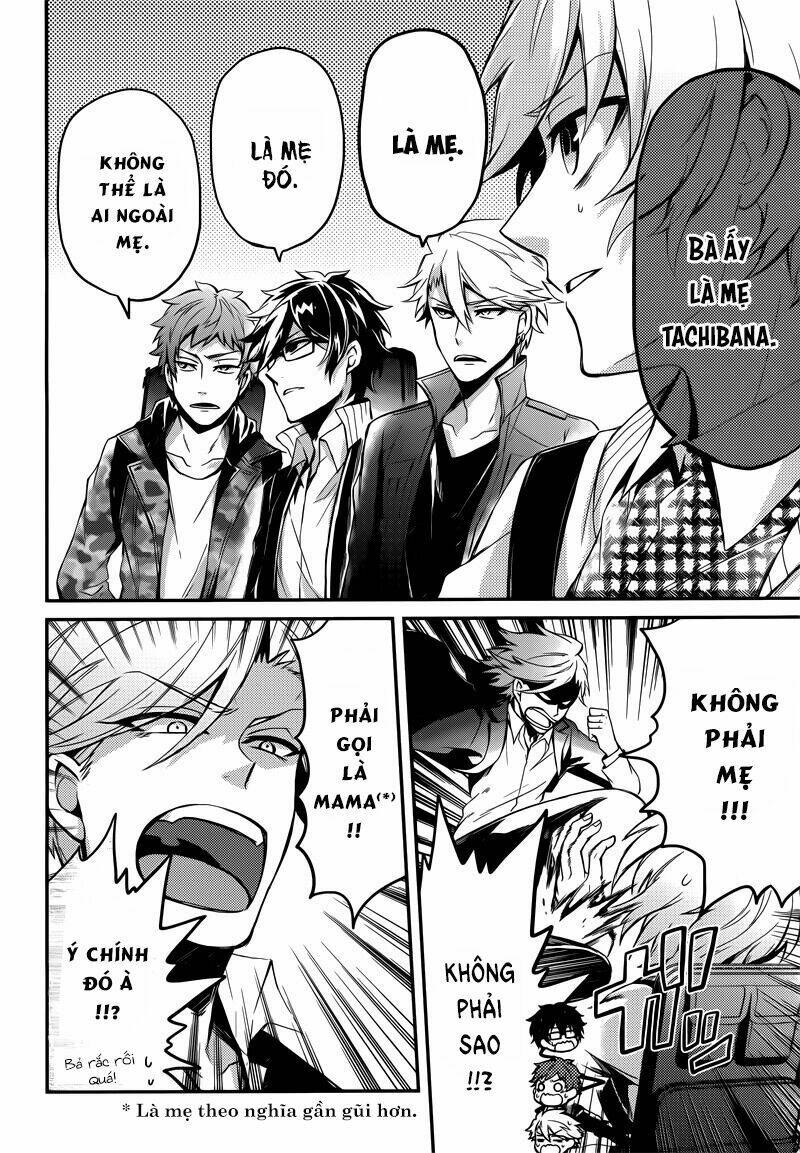 BÀ ẤY
LÀ MẸ
TACHIBANA.
LÀ MẸ.
LÀ MẸ
ĐÓ.
KHÔNG
THỂ LÀ
AI NGOÀI
MẸ.
KHÔNG
PHẢI
MẸ
!!!
KHÔNG
PHẢI
SAO
!!?
PHẢI
GỌI
LÀ
MAMA(*)
!!
Ý CHÍNH
ĐÓ À
!!?
Bả rắc rối
quá!
* Là mẹ theo nghĩa gần gũi hơn.